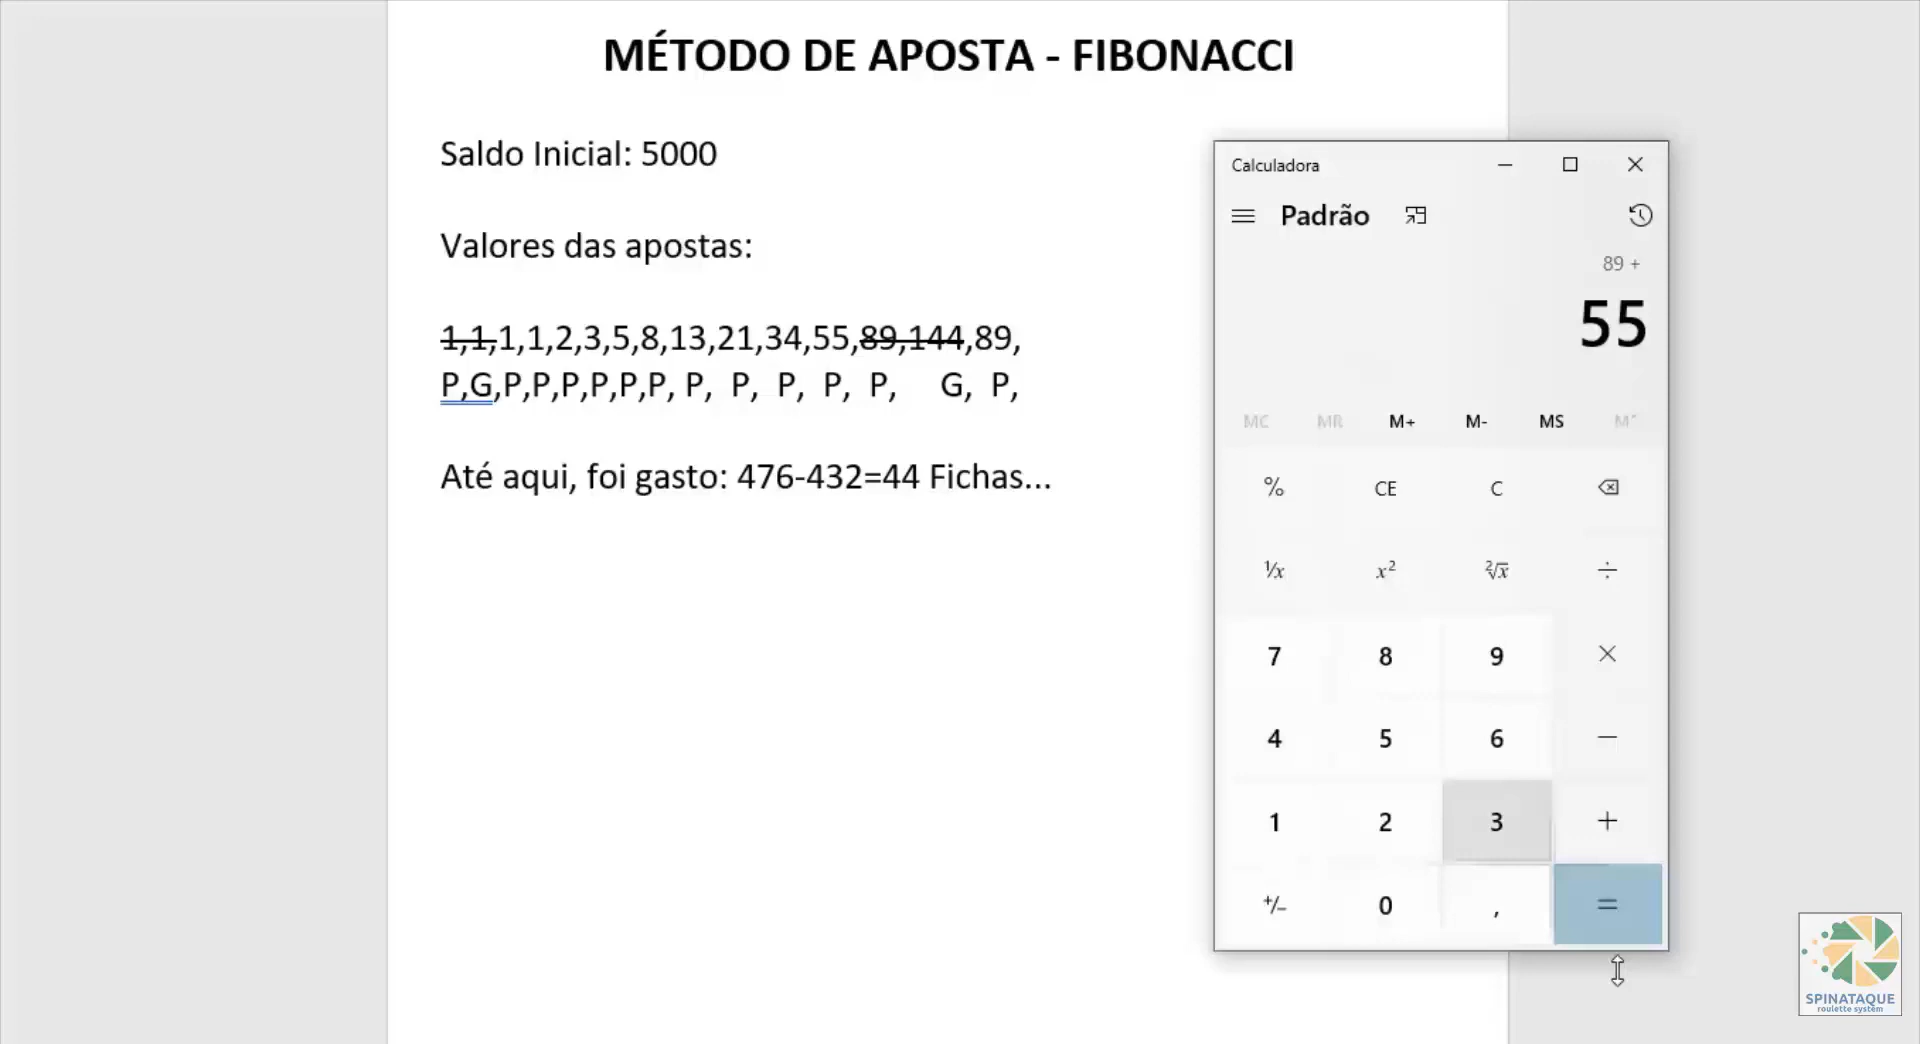 MÉTODO DE APOSTA - FIBONACCI
Saldo Inicial: 5000
Valores das apostas:
1,1,1,1,2,3,5,8,13,21,34,55,89,144,89,
P,G,P,P,P,P,P,P, P, P, P, P, P, G, P,
Até aqui, foi gasto: 476-432=44 Fichas...
Calculadora
Padrão
89 +
55
MC MR M+ M- MS M˅
% CE C
⅟x x² ²√x ÷
7 8 9 ×
4 5 6 −
1 2 3 +
+/− 0 , =
SPINATAQUE
roulette system